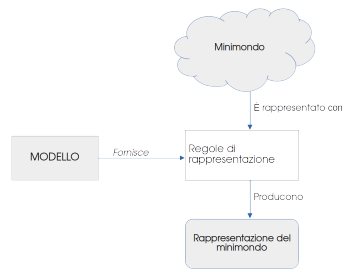 Minimondo
È rappresentato con
MODELLO
Fornisce
Regole di
rappresentazione
Producono
Rappresentazione del
minimondo